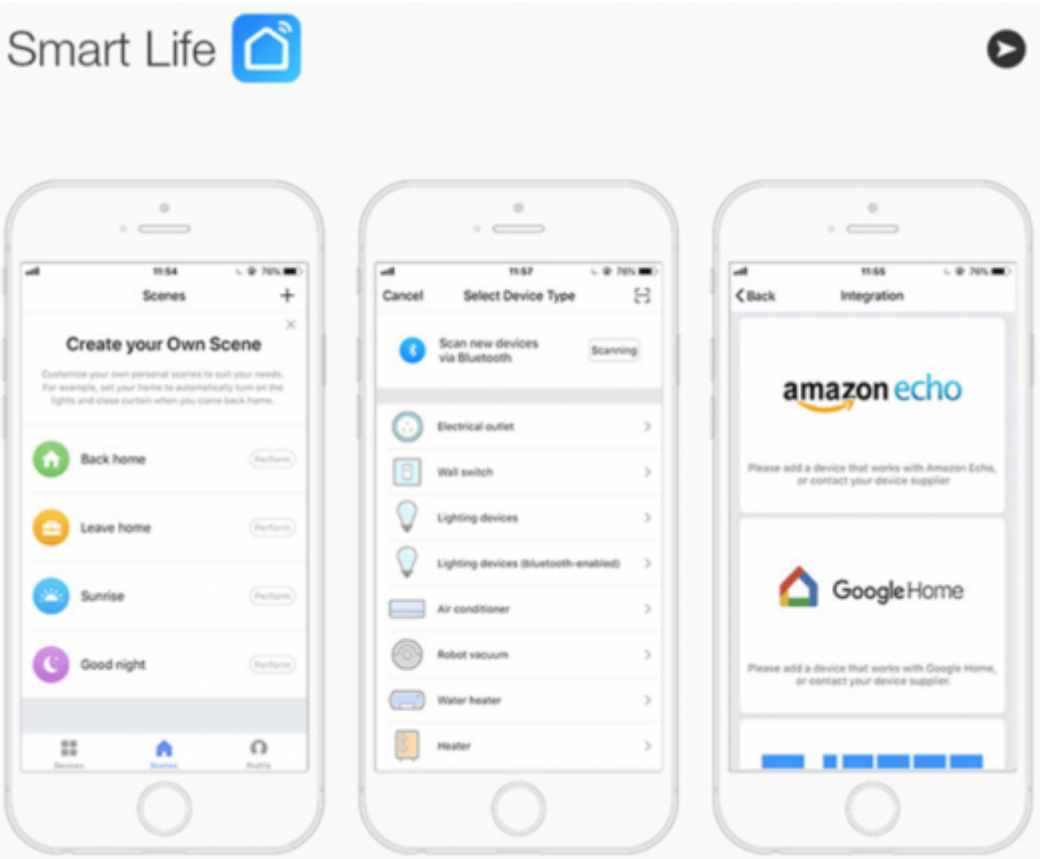 Smart Life
11:54
76%
Scenes
Create your Own Scene
Customize your own personal scenes to suit your needs.
For example, set your home to automatically turn on the
lights and close curtain when you come back home.
Back home
Perform
Leave home
Perform
Sunrise
Perform
Good night
Perform
Devices
Scenes
Profile
11:57
76%
Cancel
Select Device Type
Scan new devices
via Bluetooth
Scanning
Electrical outlet
Wall switch
Lighting devices
Lighting devices (bluetooth-enabled)
Air conditioner
Robot vacuum
Water heater
Heater
11:55
76%
Back
Integration
amazon echo
Please add a device that works with Amazon Echo,
or contact your device supplier
Google Home
Please add a device that works with Google Home,
or contact your device supplier.